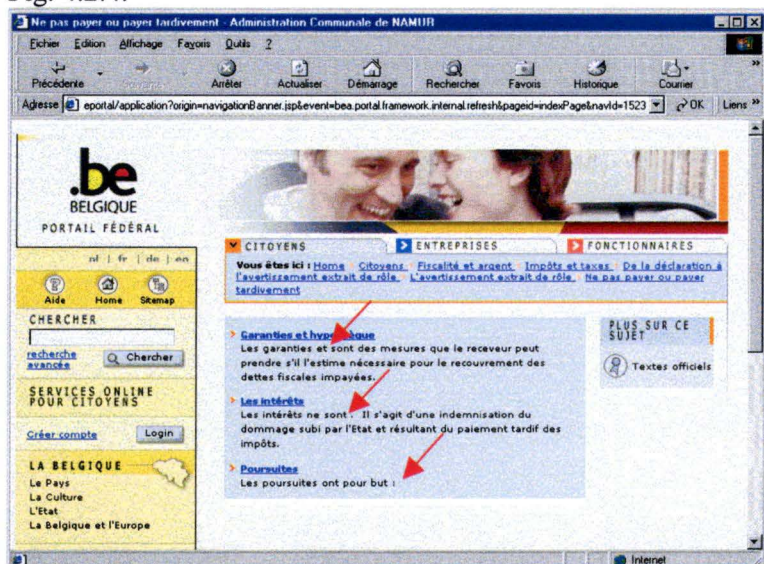 Ne pas payer ou payer tardivement - Administration Communale de NAMUR
Fichier Edition Affichage Favoris Outils ?
Précédente Arrêter Actualiser Démarrage Rechercher Favoris Historique Courrier »
Adresse eportal/application?origin=navigationBanner.jsp&event=bea.portal.framework.internal.refresh&pageid=indexPage&navId=1523 OK Liens »
.be
BELGIQUE
PORTAIL FÉDÉRAL
nl | fr | de | en
Aide Home Sitemap
CHERCHER
recherche avancée Chercher
SERVICES ONLINE
POUR CITOYENS
Créer compte Login
LA BELGIQUE
Le Pays
La Culture
L'Etat
La Belgique et l'Europe
CITOYENS ENTREPRISES FONCTIONNAIRES
Vous êtes ici : Home Citoyens Fiscalité et argent Impôts et taxes De la déclaration à
l'avertissement extrait de rôle L'avertissement extrait de rôle Ne pas payer ou payer
tardivement
Garanties et hypothèque
Les garanties et sont des mesures que le receveur peut
prendre s'il l'estime nécessaire pour le recouvrement des
dettes fiscales impayées.
Les intérêts
Les intérêts ne sont . Il s'agit d'une indemnisation du
dommage subi par l'Etat et résultant du paiement tardif des
impôts.
Poursuites
Les poursuites ont pour but :
PLUS SUR CE
SUJET
Textes officiels
Internet